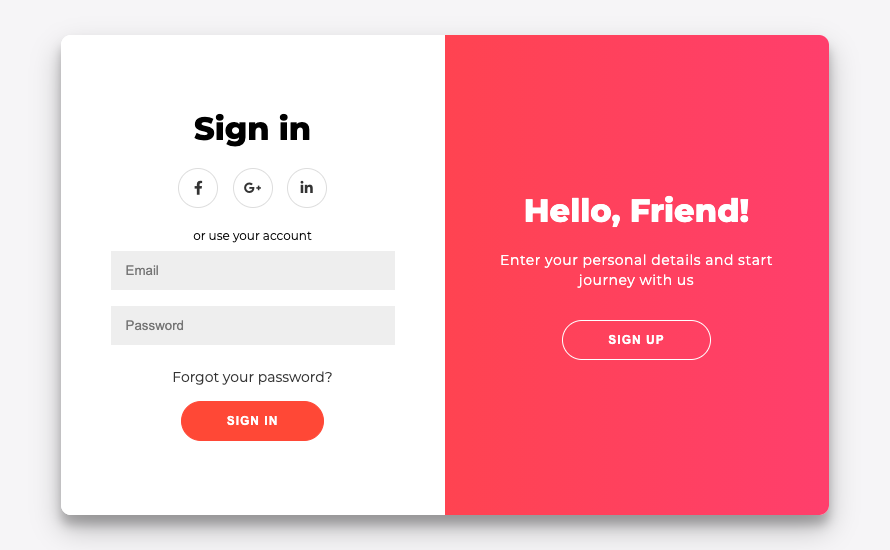 Sign in
f
G+
in
or use your account
Email
Password
Forgot your password?
SIGN IN
Hello, Friend!
Enter your personal details and start
journey with us
SIGN UP